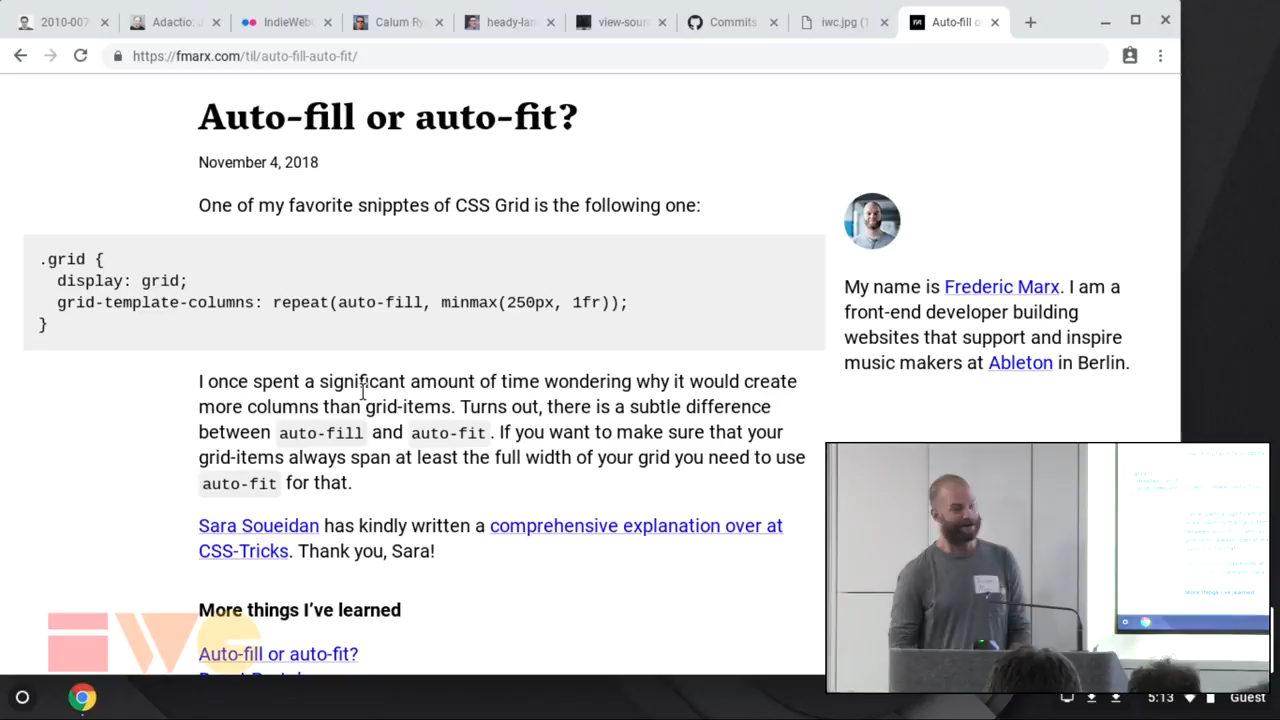 2010-007
Adactio: J
IndieWebC
Calum Ry
heady-lan
view-sour
Commits
iwc.jpg (1
Auto-fill o
https://fmarx.com/til/auto-fill-auto-fit/
Auto-fill or auto-fit?
November 4, 2018
One of my favorite snipptes of CSS Grid is the following one:
.grid {
display: grid;
grid-template-columns: repeat(auto-fill, minmax(250px, 1fr));
}
I once spent a significant amount of time wondering why it would create
more columns than grid-items. Turns out, there is a subtle difference
between auto-fill and auto-fit. If you want to make sure that your
grid-items always span at least the full width of your grid you need to use
auto-fit for that.
Sara Soueidan has kindly written a comprehensive explanation over at
CSS-Tricks. Thank you, Sara!
More things I've learned
Auto-fill or auto-fit?
My name is Frederic Marx. I am a
front-end developer building
websites that support and inspire
music makers at Ableton in Berlin.
More things I've learned
iWC
5:13
Guest